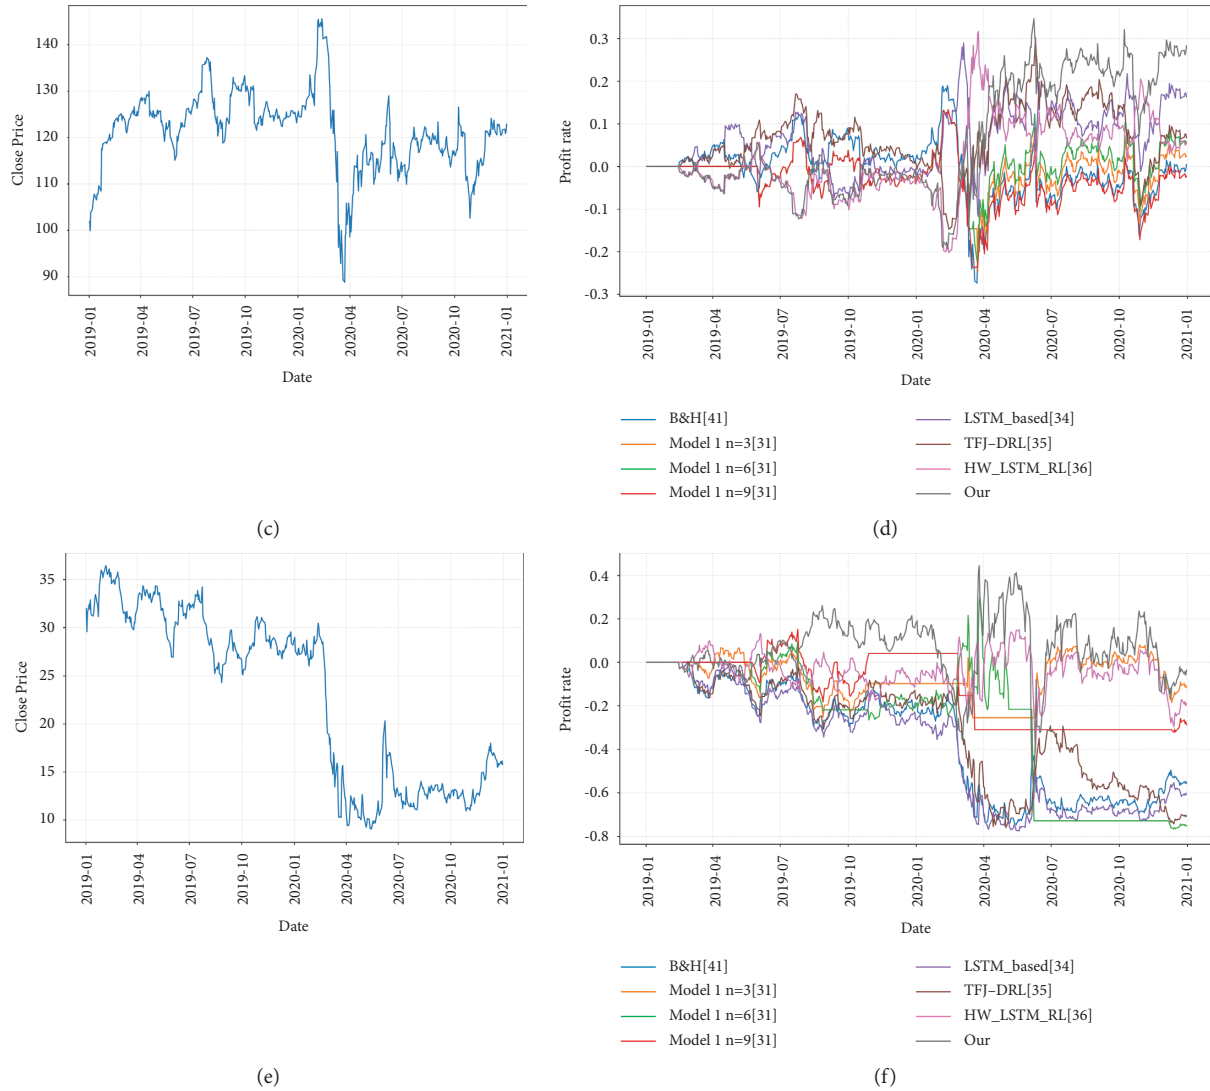 140
130
120
110
100
90
Close Price
2019-01
2019-04
2019-07
2019-10
2020-01
2020-04
2020-07
2020-10
2021-01
Date
(c)
0.3
0.2
0.1
0.0
-0.1
-0.2
-0.3
Profit rate
2019-01
2019-04
2019-07
2019-10
2020-01
2020-04
2020-07
2020-10
2021-01
Date
B&H[41]
Model 1 n=3[31]
Model 1 n=6[31]
Model 1 n=9[31]
LSTM_based[34]
TFJ-DRL[35]
HW_LSTM_RL[36]
Our
(d)
35
30
25
20
15
10
Close Price
2019-01
2019-04
2019-07
2019-10
2020-01
2020-04
2020-07
2020-10
2021-01
Date
(e)
0.4
0.2
0.0
-0.2
-0.4
-0.6
-0.8
Profit rate
2019-01
2019-04
2019-07
2019-10
2020-01
2020-04
2020-07
2020-10
2021-01
Date
B&H[41]
Model 1 n=3[31]
Model 1 n=6[31]
Model 1 n=9[31]
LSTM_based[34]
TFJ-DRL[35]
HW_LSTM_RL[36]
Our
(f)